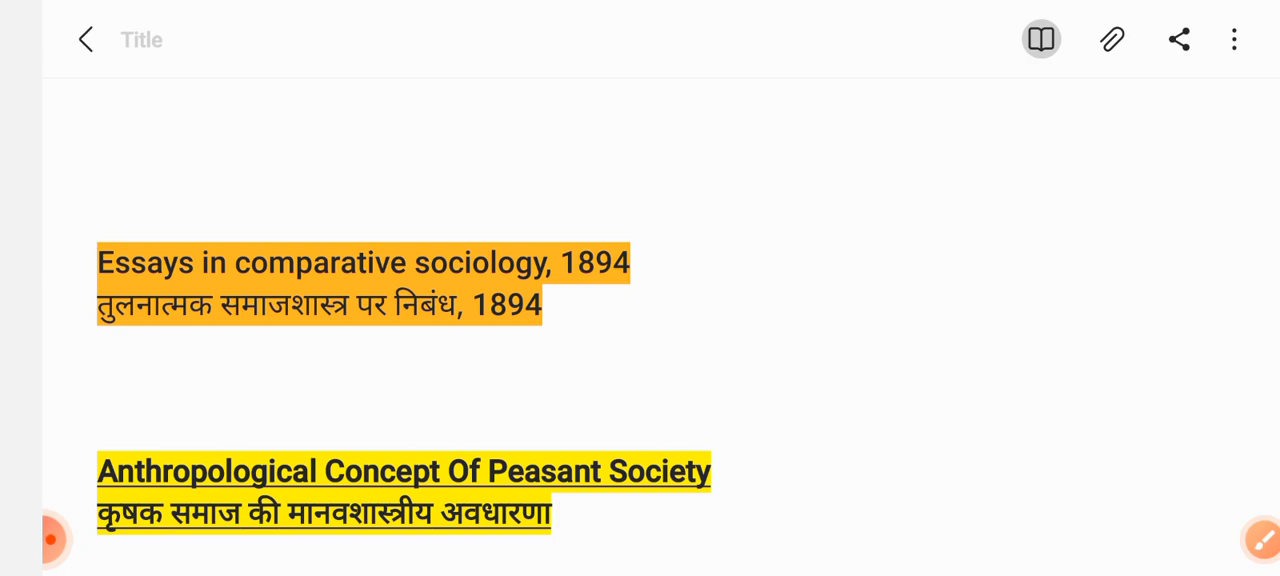 Title
Essays in comparative sociology, 1894
तुलनात्मक समाजशास्त्र पर निबंध, 1894
Anthropological Concept Of Peasant Society
कृषक समाज की मानवशास्त्रीय अवधारणा